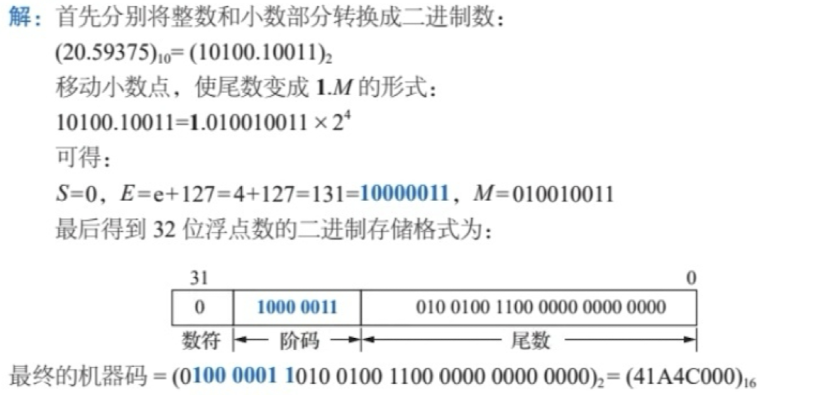 解：首先分别将整数和小数部分转换成二进制数：
(20.59375)₁₀= (10100.10011)₂
移动小数点，使尾数变成 1.M 的形式：
10100.10011=1.010010011 × 2⁴
可得：
S=0，E=e+127=4+127=131=10000011，M=010010011
最后得到 32 位浮点数的二进制存储格式为：
31 0
0 1000 0011 010 0100 1100 0000 0000 0000
数符 阶码 尾数
最终的机器码 = (0100 0001 1010 0100 1100 0000 0000 0000)₂= (41A4C000)₁₆